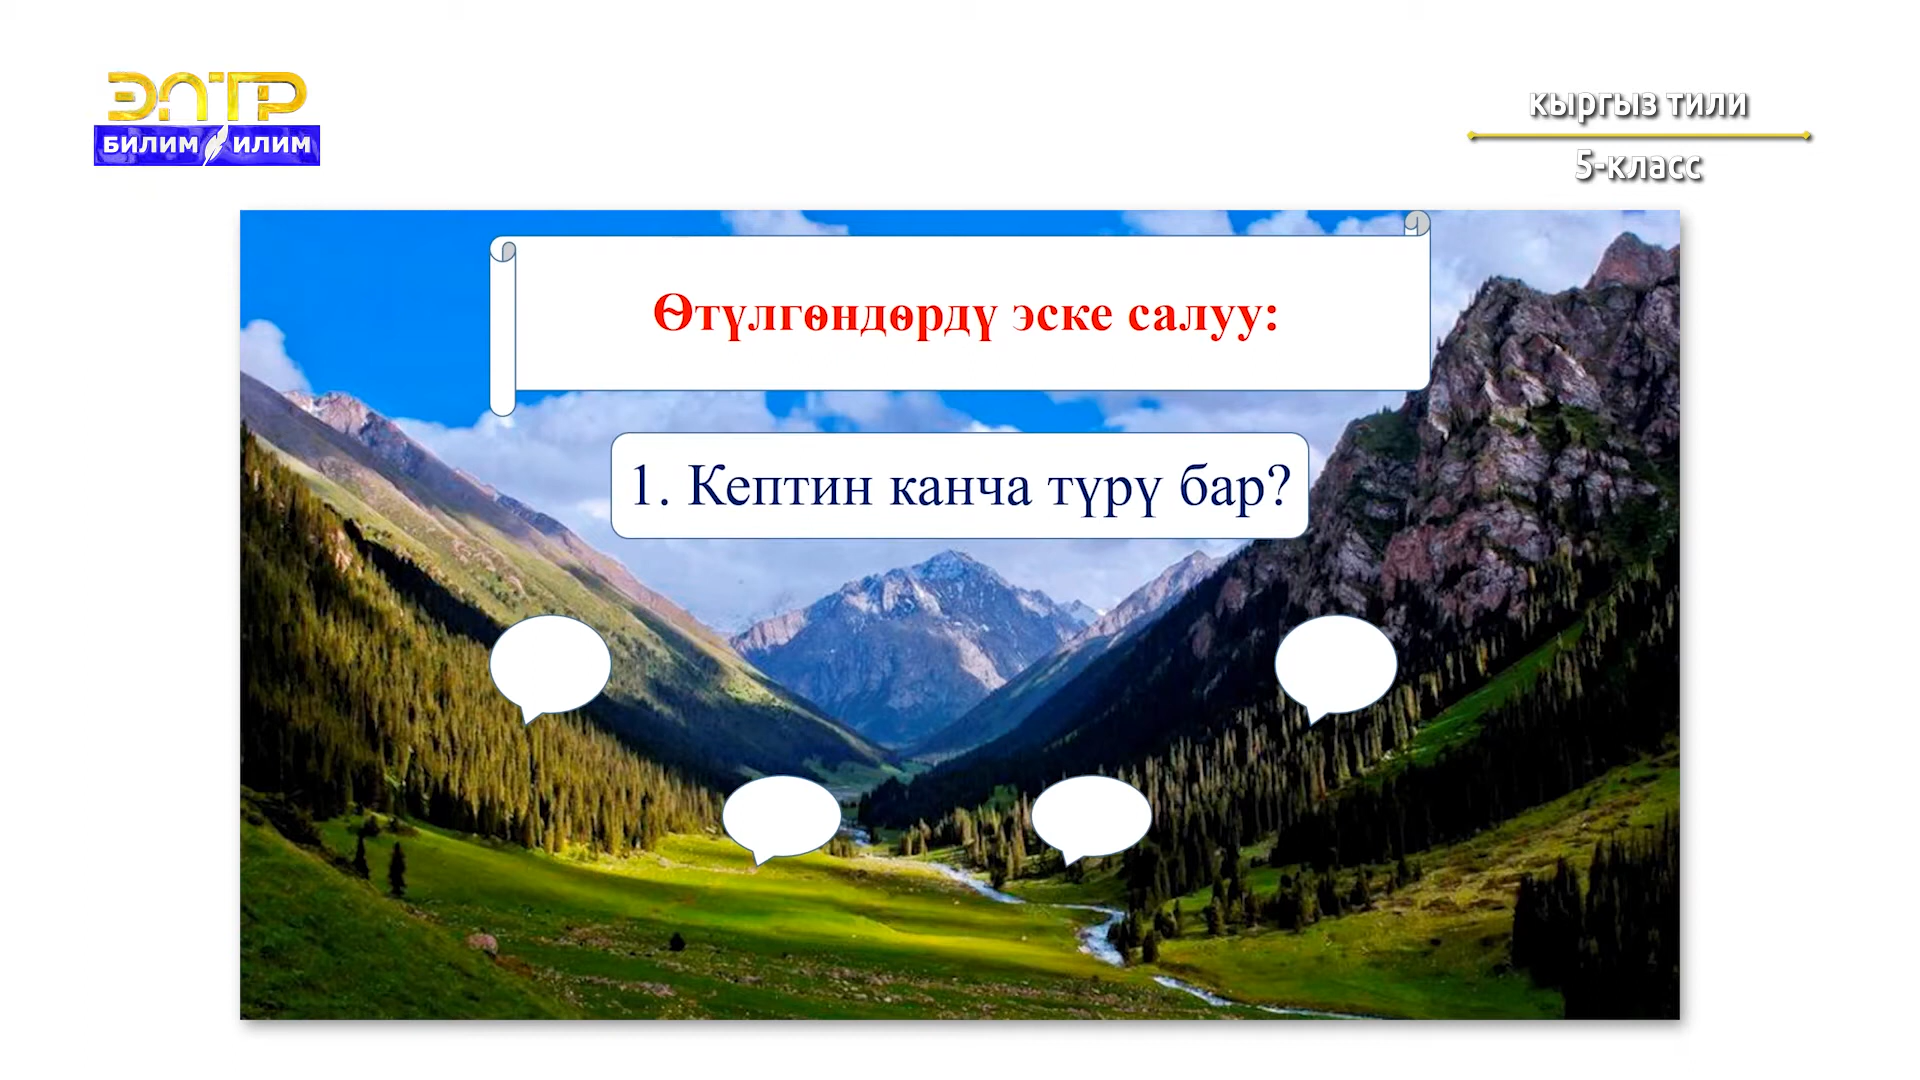 ЭЛТР
БИЛИМ ИЛИМ
кыргыз тили
5-класс
Өтүлгөндөрдү эске салуу:
1. Кептин канча түрү бар?